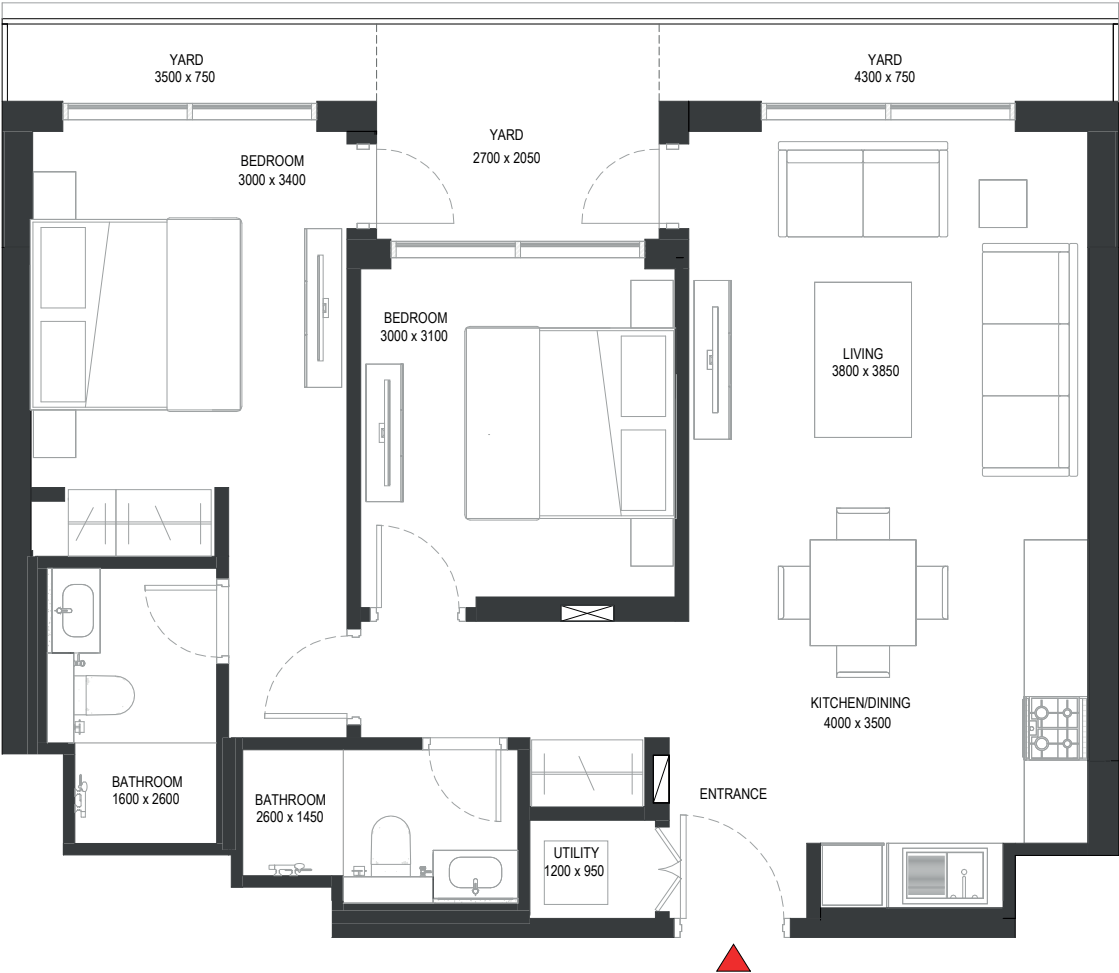 YARD
3500 x 750
YARD
4300 x 750
YARD
2700 x 2050
BEDROOM
3000 x 3400
BEDROOM
3000 x 3100
LIVING
3800 x 3850
KITCHEN/DINING
4000 x 3500
BATHROOM
1600 x 2600
BATHROOM
2600 x 1450
ENTRANCE
UTILITY
1200 x 950